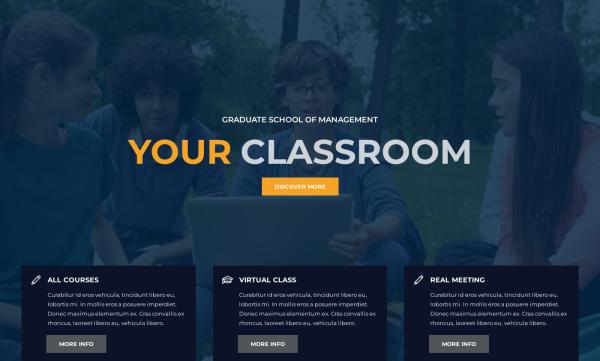 GRADUATE SCHOOL OF MANAGEMENT
YOUR CLASSROOM
DISCOVER MORE
ALL COURSES
Curabitur id eros vehicula, tincidunt libero eu,
lobortis mi. In mollis eros a posuere imperdiet.
Donec maximus elementum ex. Cras convallis ex
rhoncus, laoreet libero eu, vehicula libero.
MORE INFO
VIRTUAL CLASS
Curabitur id eros vehicula, tincidunt libero eu,
lobortis mi. In mollis eros a posuere imperdiet.
Donec maximus elementum ex. Cras convallis ex
rhoncus, laoreet libero eu, vehicula libero.
MORE INFO
REAL MEETING
Curabitur id eros vehicula, tincidunt libero eu,
lobortis mi. In mollis eros a posuere imperdiet.
Donec maximus elementum ex. Cras convallis ex
rhoncus, laoreet libero eu, vehicula libero.
MORE INFO